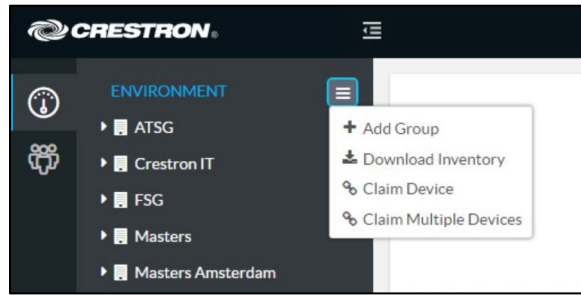 CRESTRON®
ENVIRONMENT
ATSG
Add Group
Crestron IT
Download Inventory
FSG
Claim Device
Masters
Claim Multiple Devices
Masters Amsterdam